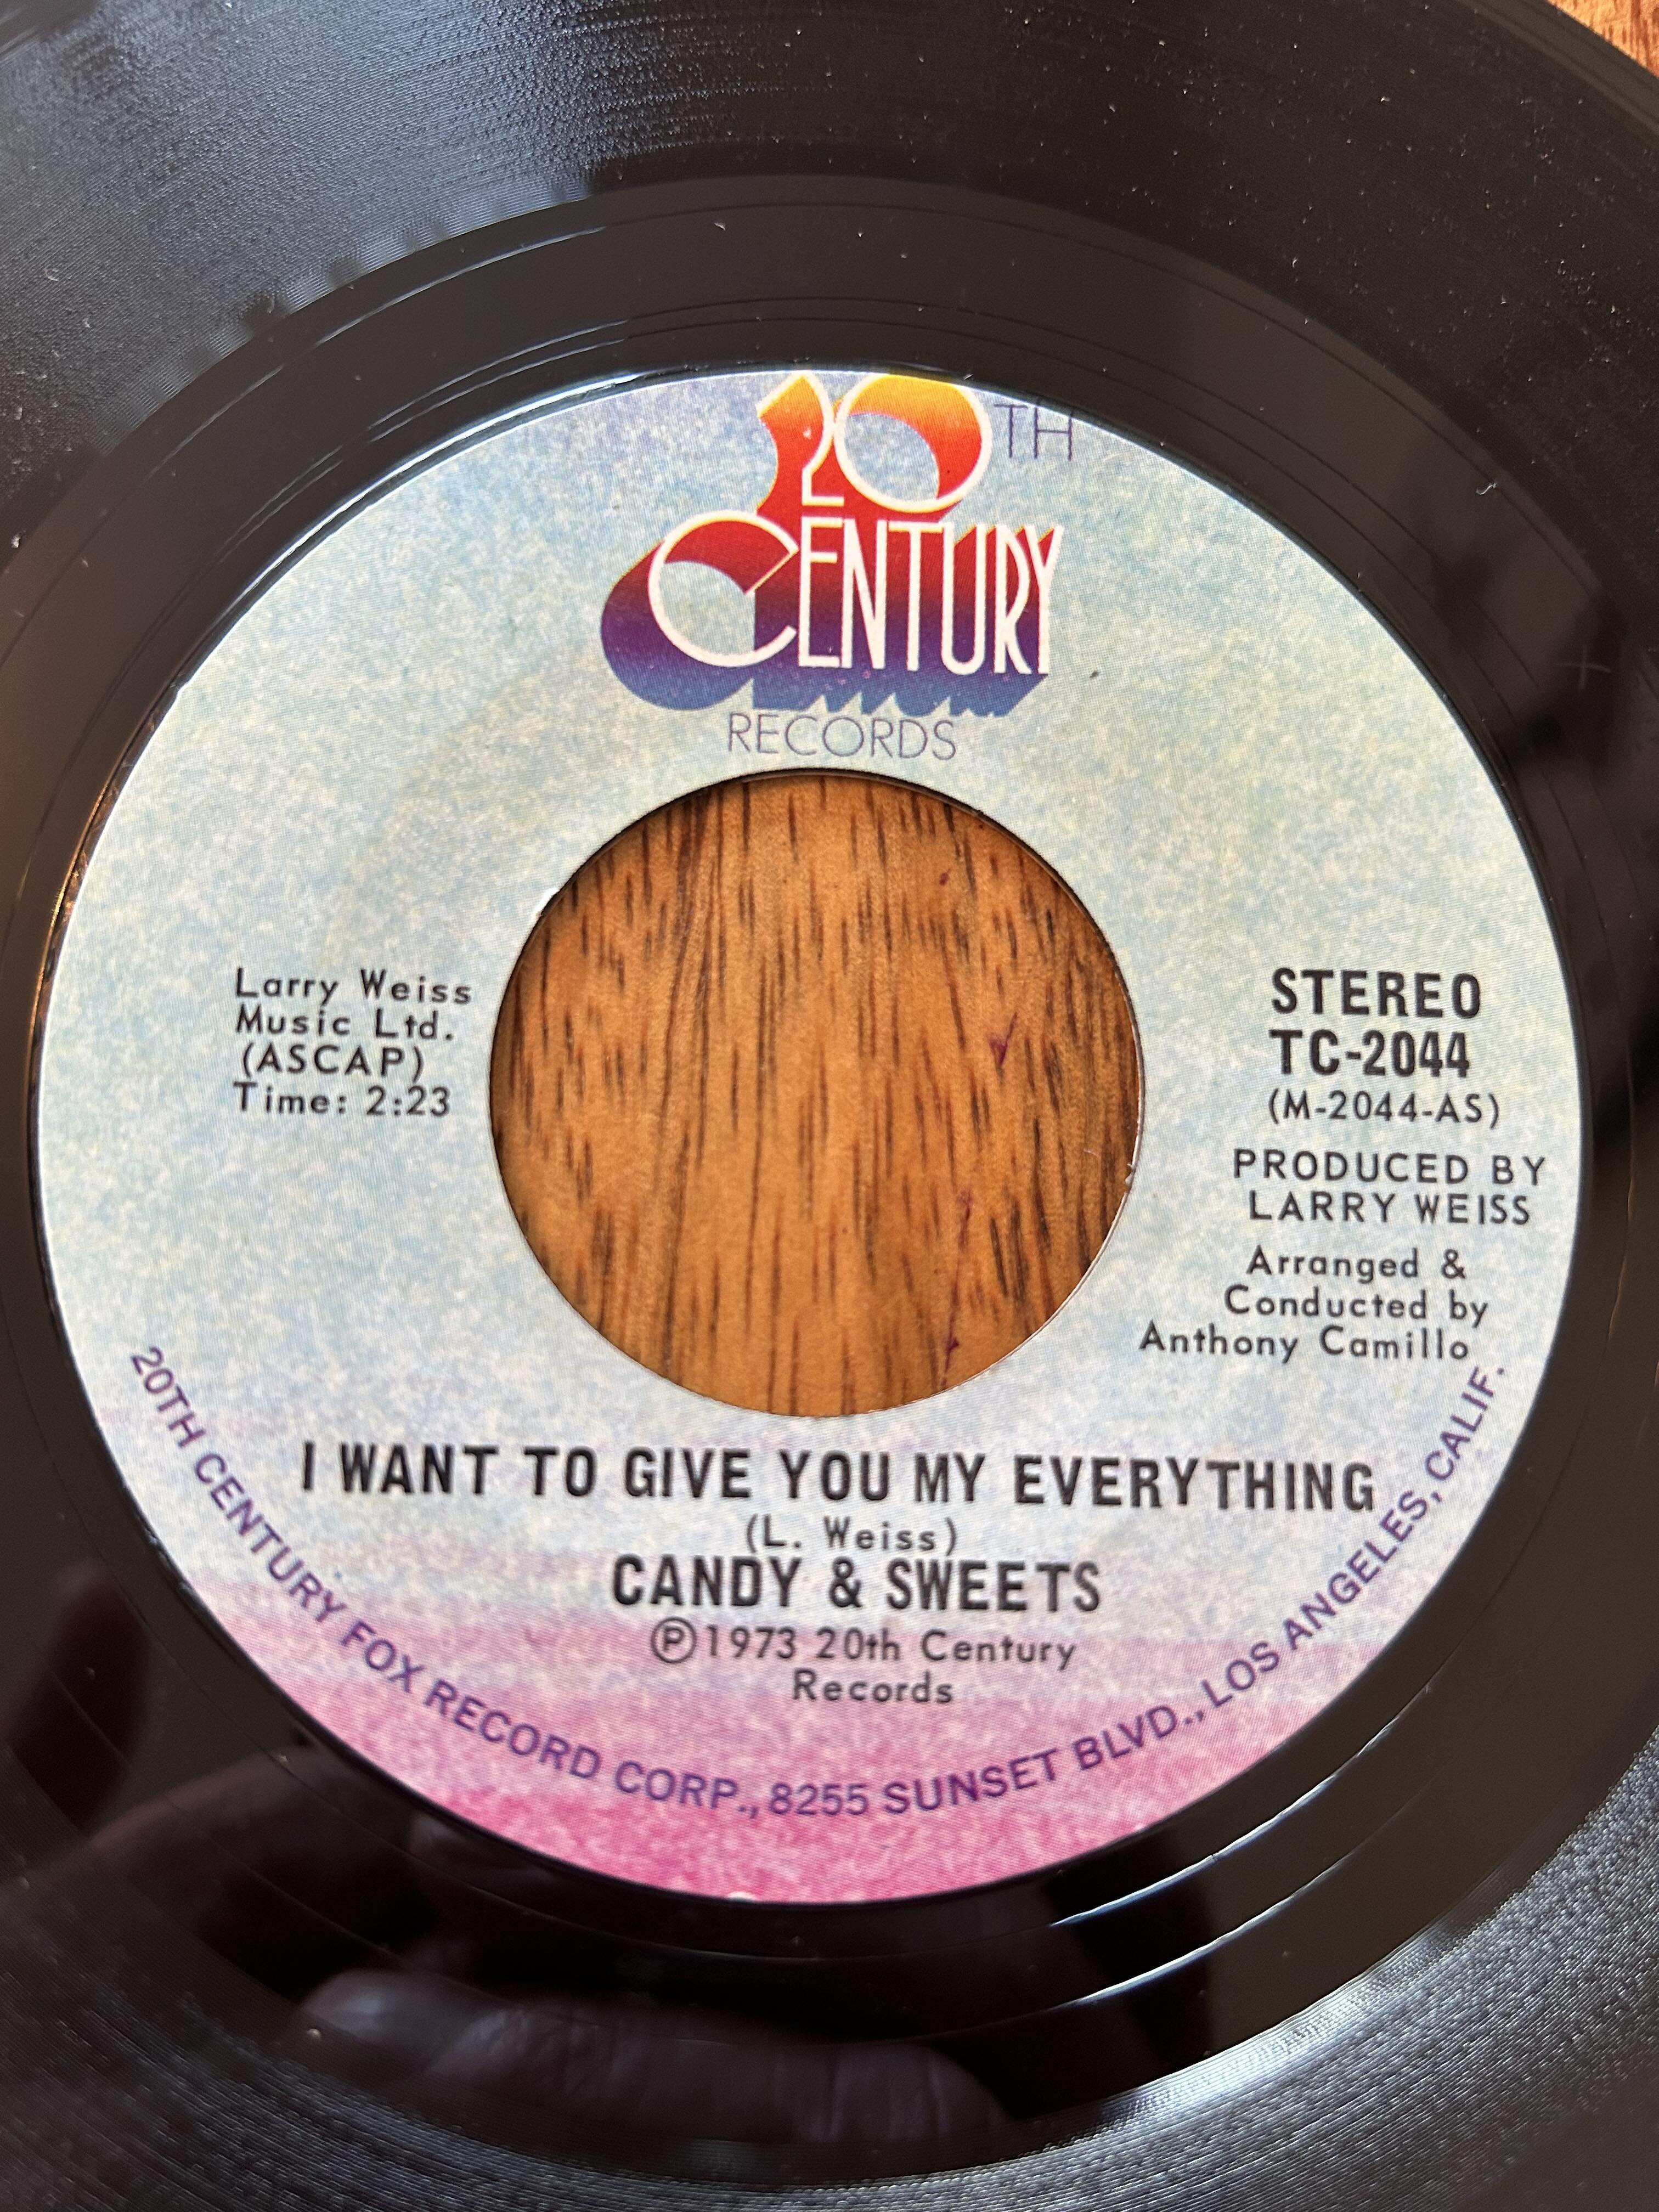 20TH
CENTURY
RECORDS
Larry Weiss
Music Ltd.
(ASCAP)
Time: 2:23
STEREO
TC-2044
(M-2044-AS)
PRODUCED BY
LARRY WEISS
Arranged &
Conducted by
Anthony Camillo
I WANT TO GIVE YOU MY EVERYTHING
(L. Weiss)
CANDY & SWEETS
Ⓟ1973 20th Century
Records
20TH CENTURY FOX RECORD CORP., 8255 SUNSET BLVD., LOS ANGELES, CALIF.